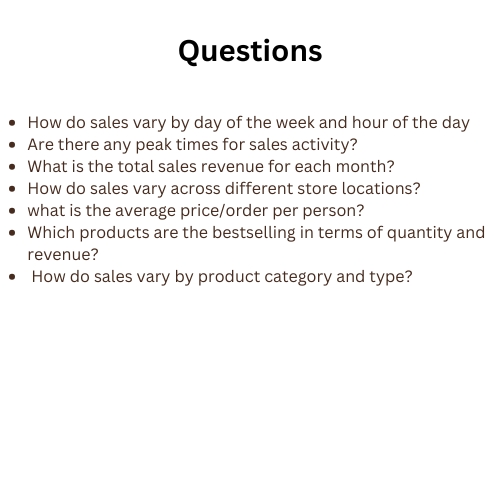 Questions
• How do sales vary by day of the week and hour of the day
• Are there any peak times for sales activity?
• What is the total sales revenue for each month?
• How do sales vary across different store locations?
• what is the average price/order per person?
• Which products are the bestselling in terms of quantity and
revenue?
• How do sales vary by product category and type?